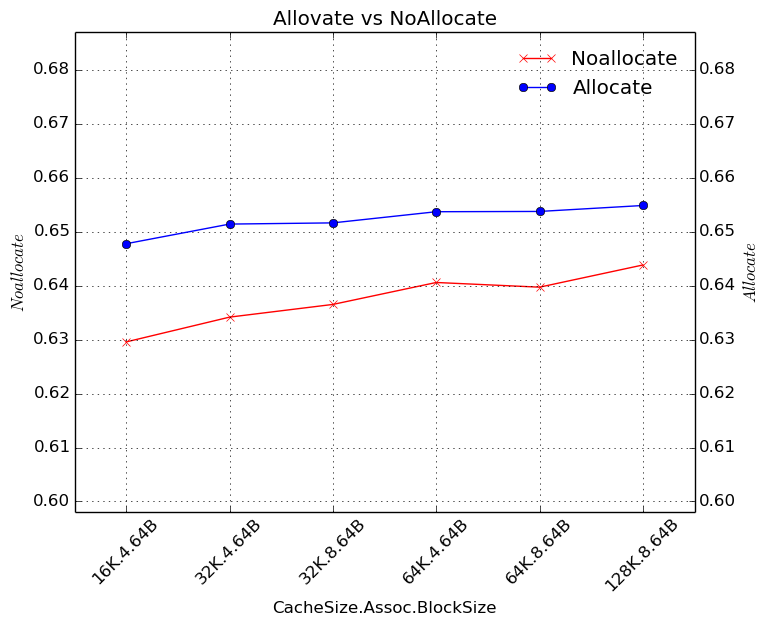 Allovate vs NoAllocate
Noallocate
Allocate
0.68
0.67
0.66
0.65
0.64
0.63
0.62
0.61
0.60
Noallocate
0.68
0.67
0.66
0.65
0.64
0.63
0.62
0.61
0.60
Allocate
16K.4.64B
32K.4.64B
32K.8.64B
64K.4.64B
64K.8.64B
128K.8.64B
CacheSize.Assoc.BlockSize